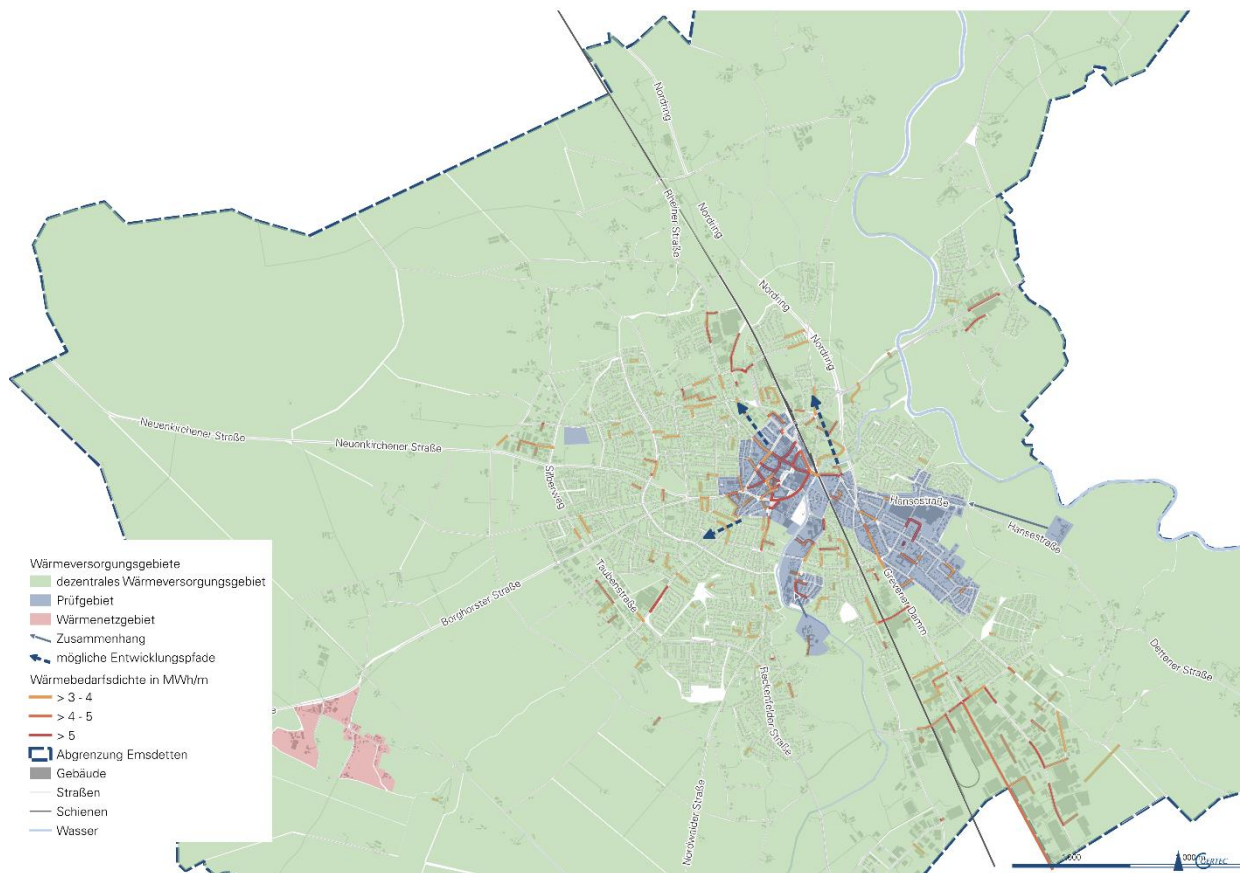 Nordring
Rheiner Straße
Nordring
Nordring
Nordring
Neuenkirchener Straße
Neuenkirchener Straße
Silberweg
Hansestraße
Hansestraße
Taubenstraße
Grevener Damm
Borghorster Straße
Dettener Straße
Reckenfelder Straße
Nordwalder Straße
Wärmeversorgungsgebiete
dezentrales Wärmeversorgungsgebiet
Prüfgebiet
Wärmenetzgebiet
Zusammenhang
mögliche Entwicklungspfade
Wärmebedarfsdichte in MWh/m
> 3 - 4
> 4 - 5
> 5
Abgrenzung Emsdetten
Gebäude
Straßen
Schienen
Wasser